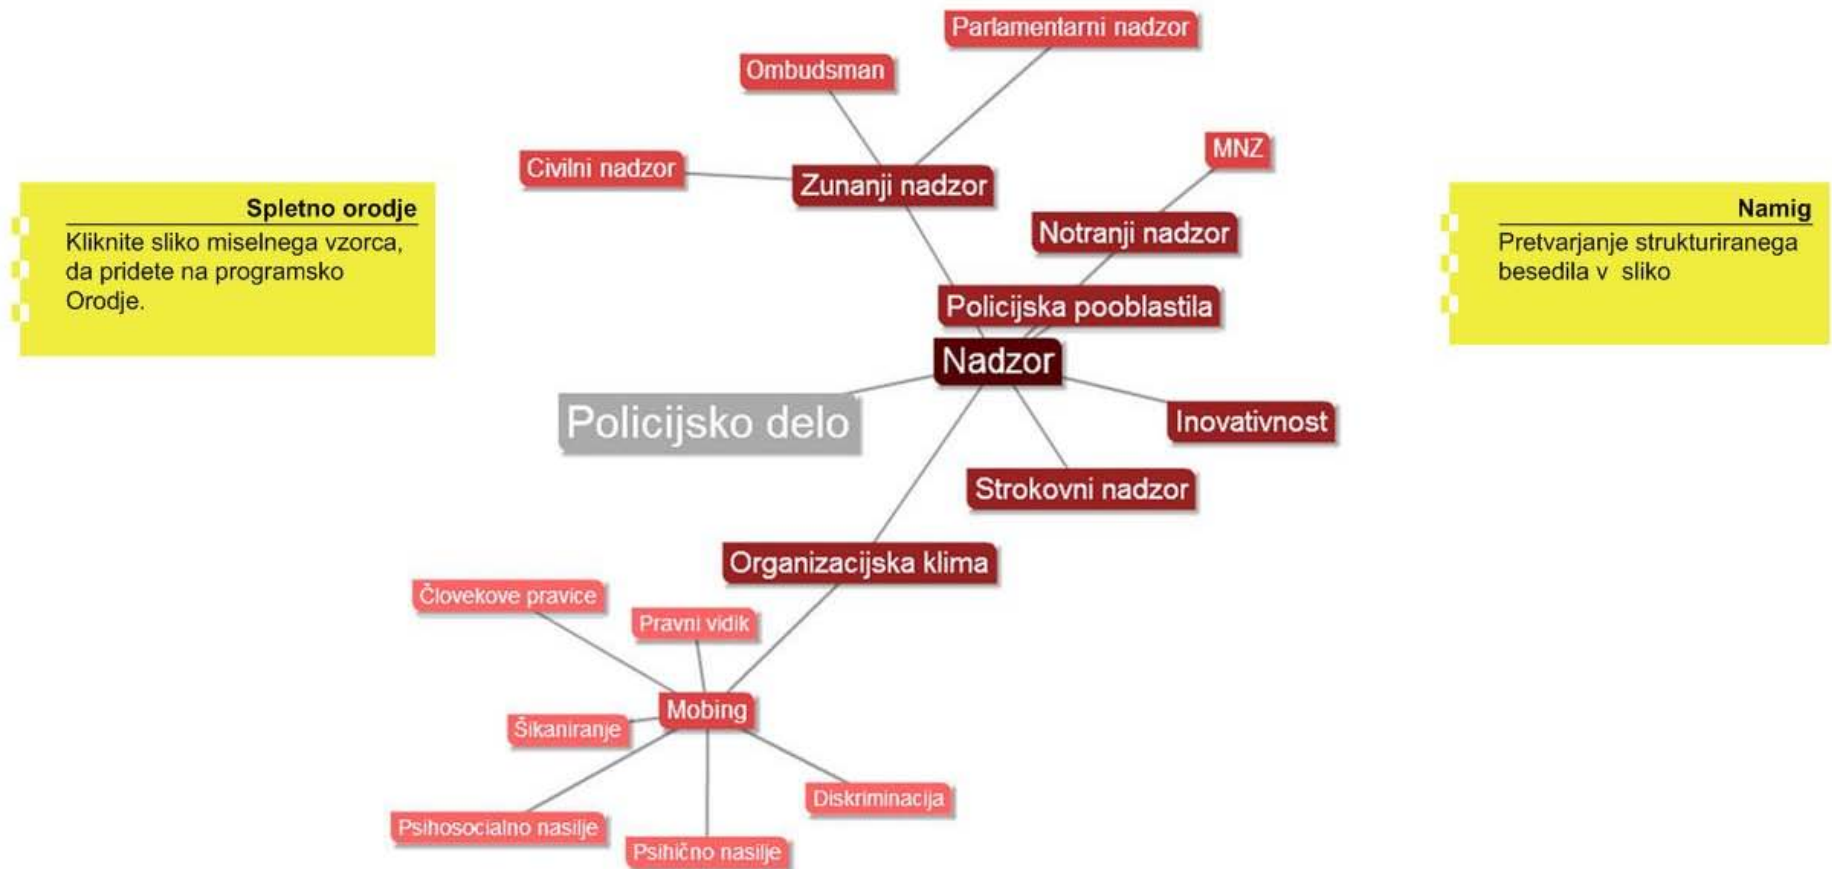 Parlamentarni nadzor
Ombudsman
MNZ
Civilni nadzor
Zunanji nadzor
Spletno orodje
Kliknite sliko miselnega vzorca,
da pridete na programsko
Orodje.
Namig
Pretvarjanje strukturiranega
besedila v sliko
Notranji nadzor
Policijska pooblastila
Nadzor
Policijsko delo
Inovativnost
Strokovni nadzor
Organizacijska klima
Človekove pravice
Pravni vidik
Mobing
Šikaniranje
Diskriminacija
Psihosocialno nasilje
Psihično nasilje